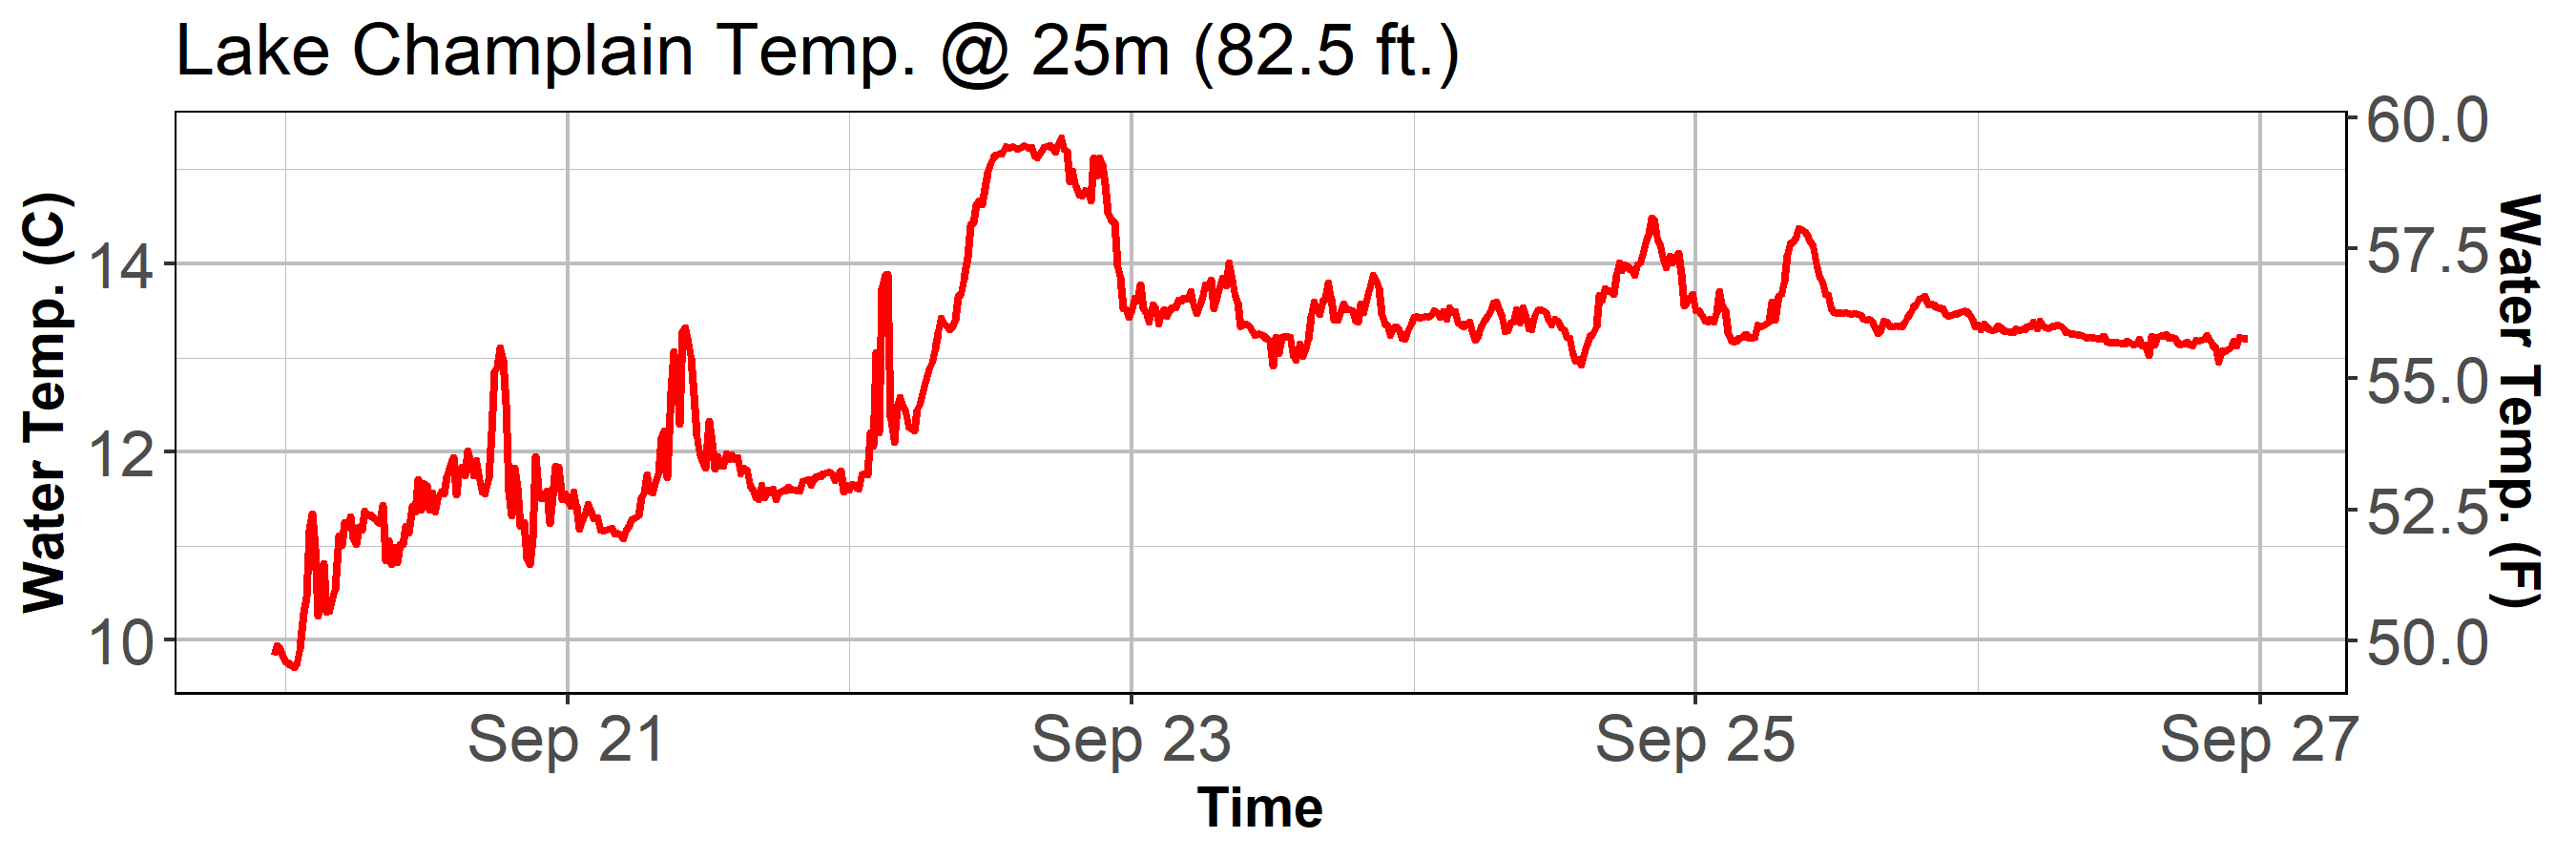 Lake Champlain Temp. @ 25m (82.5 ft.)
Water Temp. (C)
14
12
10
60.0
57.5
55.0
52.5
50.0
Water Temp. (F)
Sep 21 Sep 23 Sep 25 Sep 27
Time